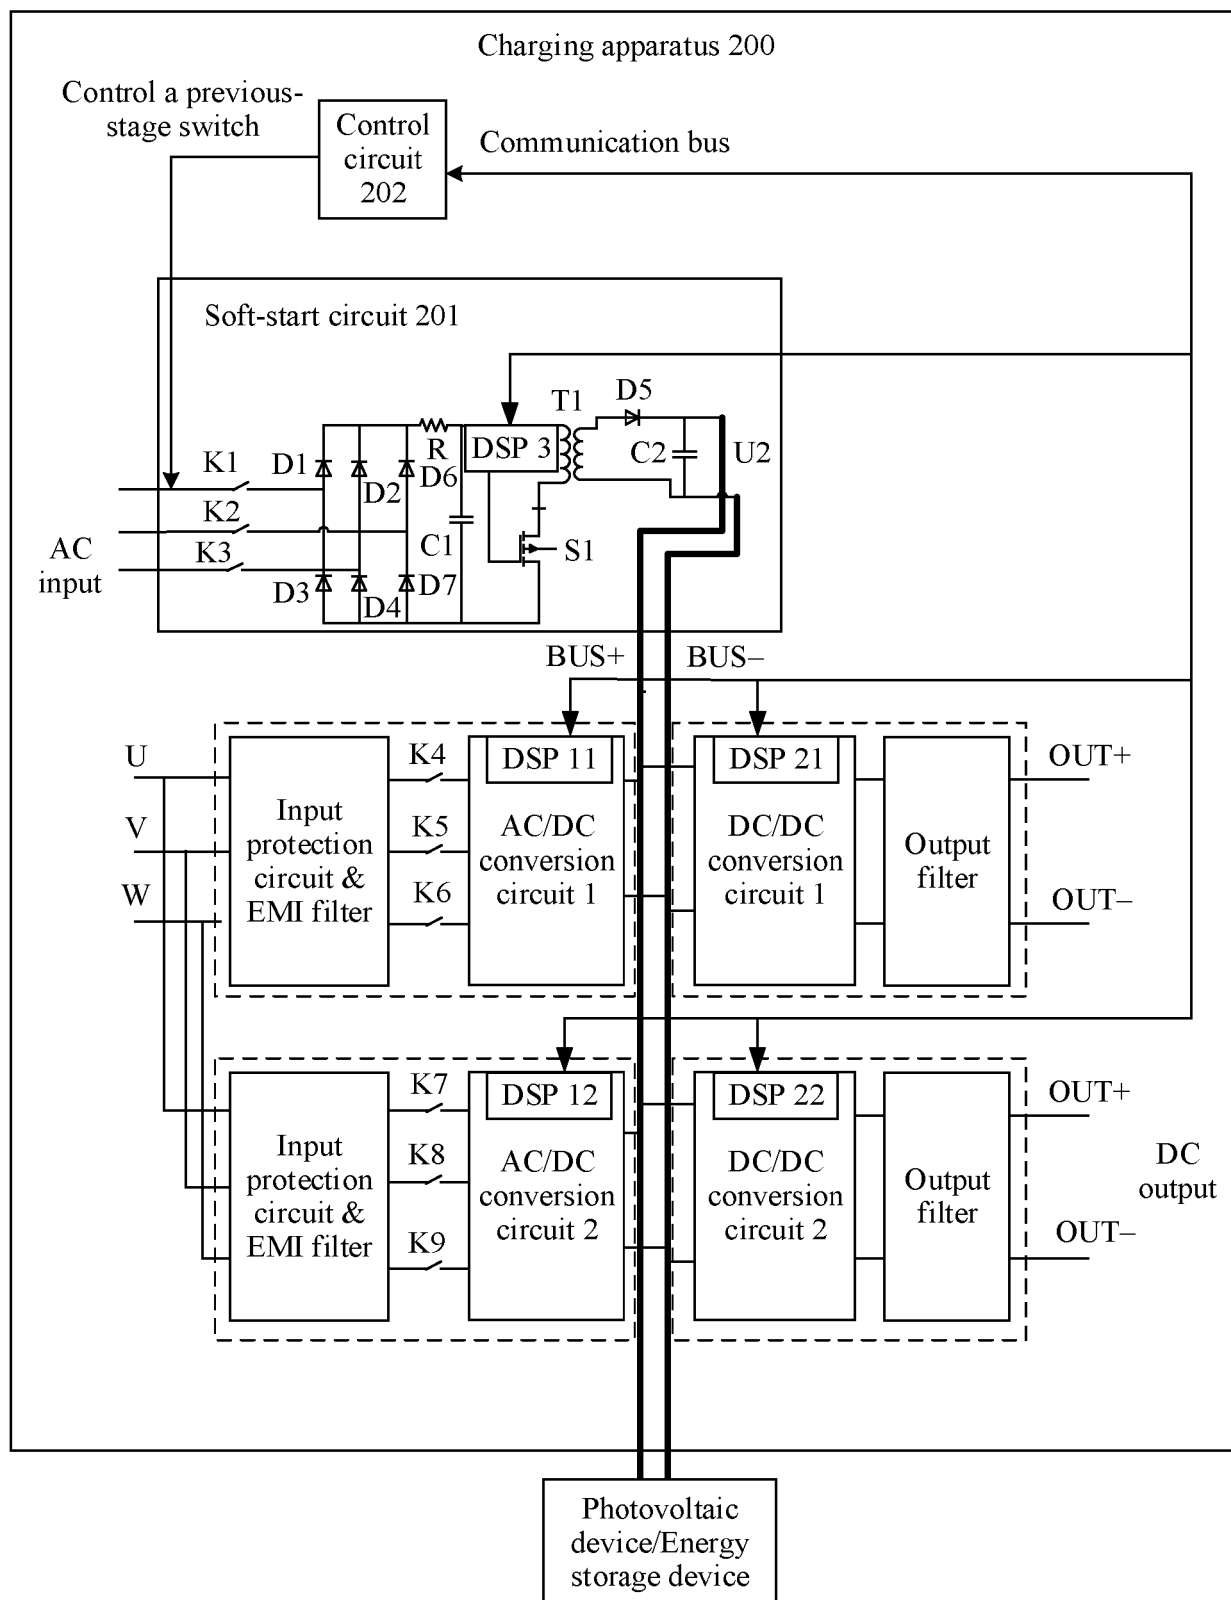 Charging apparatus 200
Control a previous-
stage switch
Control
circuit
202
Communication bus
Soft-start circuit 201
D5
T1
R
DSP 3
C2
U2
K1
D1
D2
D6
K2
C1
S1
AC
input
K3
D3
D4
D7
BUS+
BUS–
U
V
W
Input
protection
circuit &
EMI filter
K4
K5
K6
DSP 11
AC/DC
conversion
circuit 1
DSP 21
DC/DC
conversion
circuit 1
Output
filter
OUT+
OUT–
Input
protection
circuit &
EMI filter
K7
K8
K9
DSP 12
AC/DC
conversion
circuit 2
DSP 22
DC/DC
conversion
circuit 2
Output
filter
OUT+
DC
output
OUT–
Photovoltaic
device/Energy
storage device